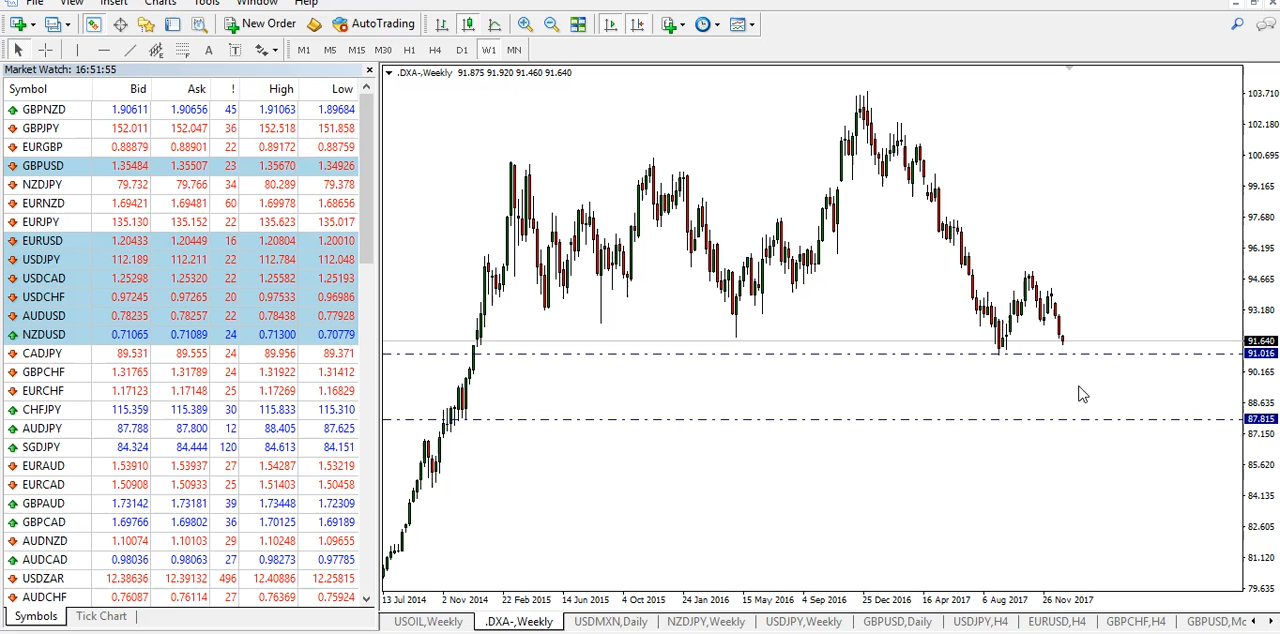 File View Insert Charts Tools Window Help
New Order AutoTrading
A T M1 M5 M15 M30 H1 H4 D1 W1 MN
Market Watch: 16:51:55
Symbol Bid Ask ! High Low
GBPNZD 1.90611 1.90656 45 1.91063 1.89684
GBPJPY 152.011 152.047 36 152.518 151.858
EURGBP 0.88879 0.88901 22 0.89172 0.88759
GBPUSD 1.35484 1.35507 23 1.35670 1.34926
NZDJPY 79.732 79.766 34 80.289 79.378
EURNZD 1.69421 1.69481 60 1.69978 1.68656
EURJPY 135.130 135.152 22 135.623 135.017
EURUSD 1.20433 1.20449 16 1.20804 1.20010
USDJPY 112.189 112.211 22 112.784 112.048
USDCAD 1.25298 1.25320 22 1.25582 1.25193
USDCHF 0.97245 0.97265 20 0.97533 0.96986
AUDUSD 0.78235 0.78257 22 0.78438 0.77928
NZDUSD 0.71065 0.71089 24 0.71300 0.70779
CADJPY 89.531 89.555 24 89.956 89.371
GBPCHF 1.31765 1.31789 24 1.31922 1.31412
EURCHF 1.17123 1.17148 25 1.17269 1.16829
CHFJPY 115.359 115.389 30 115.833 115.310
AUDJPY 87.788 87.800 12 88.405 87.625
SGDJPY 84.324 84.444 120 84.613 84.151
EURAUD 1.53910 1.53937 27 1.54287 1.53219
EURCAD 1.50908 1.50933 25 1.51403 1.50458
GBPAUD 1.73142 1.73181 39 1.73448 1.72309
GBPCAD 1.69766 1.69802 36 1.70125 1.69189
AUDNZD 1.10074 1.10103 29 1.10248 1.09655
AUDCAD 0.98036 0.98063 27 0.98273 0.97785
USDZAR 12.38636 12.39132 496 12.40886 12.25815
AUDCHF 0.76087 0.76114 27 0.76369 0.75924
Symbols Tick Chart
.DXA-,Weekly 91.875 91.920 91.460 91.640
103.710
102.180
100.695
99.165
97.680
96.195
94.665
93.180
91.640
91.016
90.165
88.635
87.815
87.150
85.620
84.135
82.605
81.120
79.635
13 Jul 2014 2 Nov 2014 22 Feb 2015 14 Jun 2015 4 Oct 2015 24 Jan 2016 15 May 2016 4 Sep 2016 25 Dec 2016 16 Apr 2017 6 Aug 2017 26 Nov 2017
USOIL,Weekly .DXA-,Weekly USDMXN,Daily NZDJPY,Weekly USDJPY,Weekly GBPUSD,Daily USDJPY,H4 EURUSD,H4 GBPCHF,H4 GBPUSD,Mc